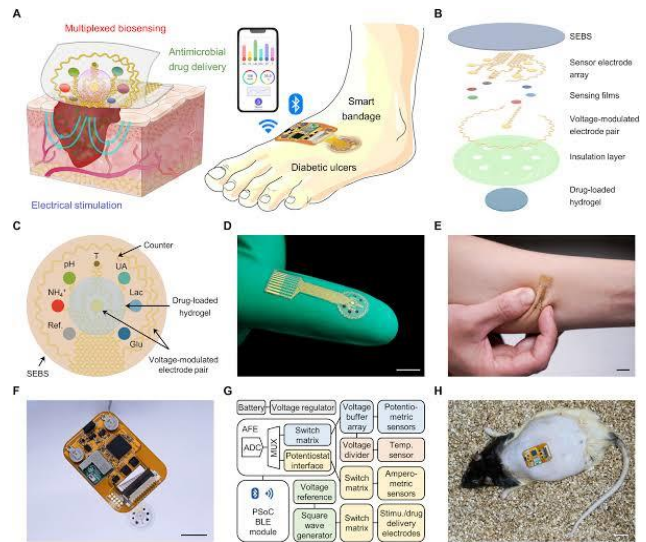 A
Multiplexed biosensing
Antimicrobial
drug delivery
Electrical stimulation
Smart
bandage
Diabetic ulcers
B
SEBS
Sensor electrode
array
Sensing films
Voltage-modulated
electrode pair
Insulation layer
Drug-loaded
hydrogel
C
Counter
T
pH
UA
NH₄⁺
Lac
Ref.
Glu
Drug-loaded
hydrogel
Voltage-modulated
electrode pair
SEBS
D
E
F
G
Battery
Voltage regulator
AFE
ADC
MUX
Switch
matrix
Potentiostat
interface
Voltage
buffer
array
Potentio-
metric
sensors
Voltage
divider
Temp.
sensor
Switch
matrix
Ampero-
metric
sensors
PSoC
BLE
module
Voltage
reference
Square
wave
generator
Switch
matrix
Stimu./drug
delivery
electrodes
H